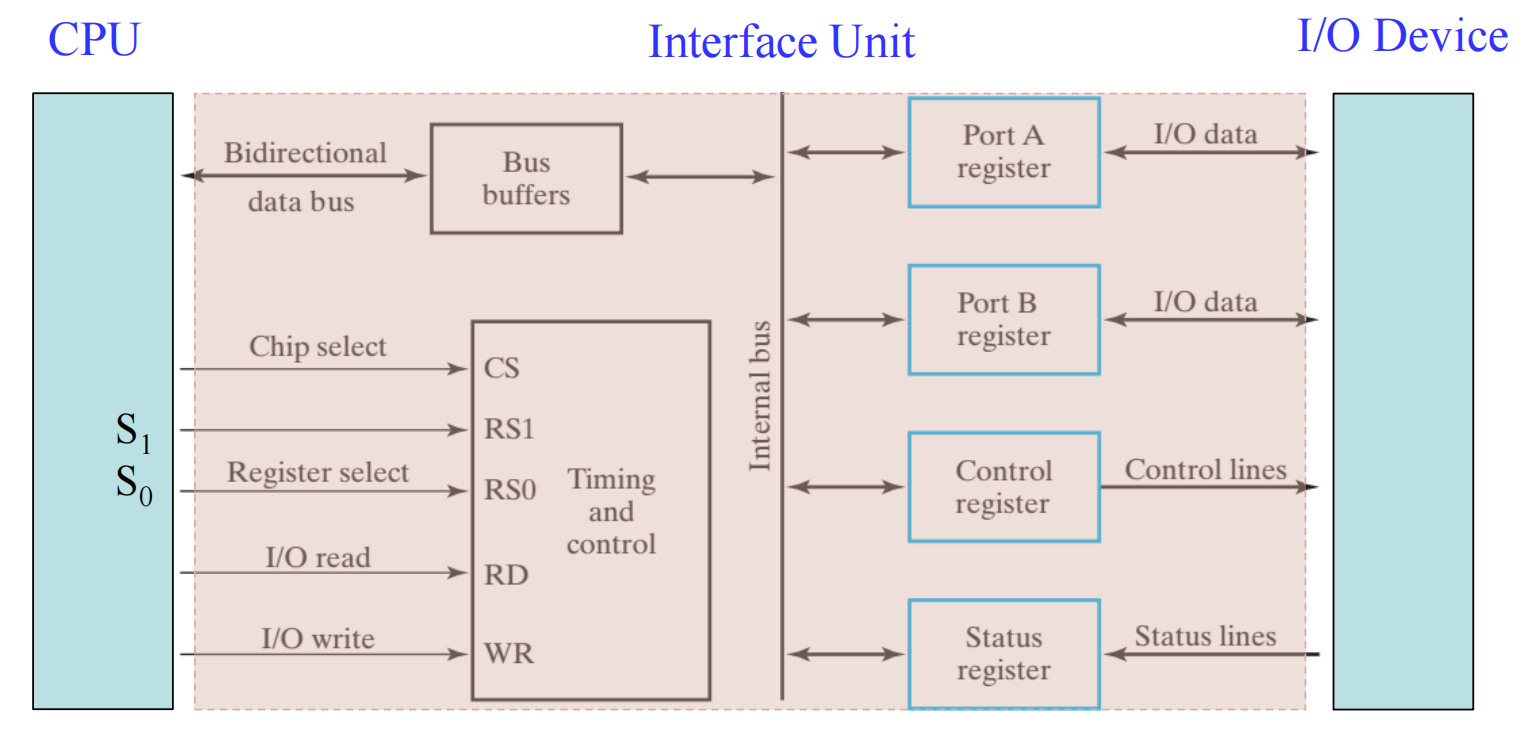 CPU
Interface Unit
I/O Device
Bidirectional
data bus
Bus
buffers
Chip select
S1
S0
Register select
I/O read
I/O write
CS
RS1
RS0
RD
WR
Timing
and
control
Internal bus
Port A
register
I/O data
Port B
register
I/O data
Control
register
Control lines
Status
register
Status lines